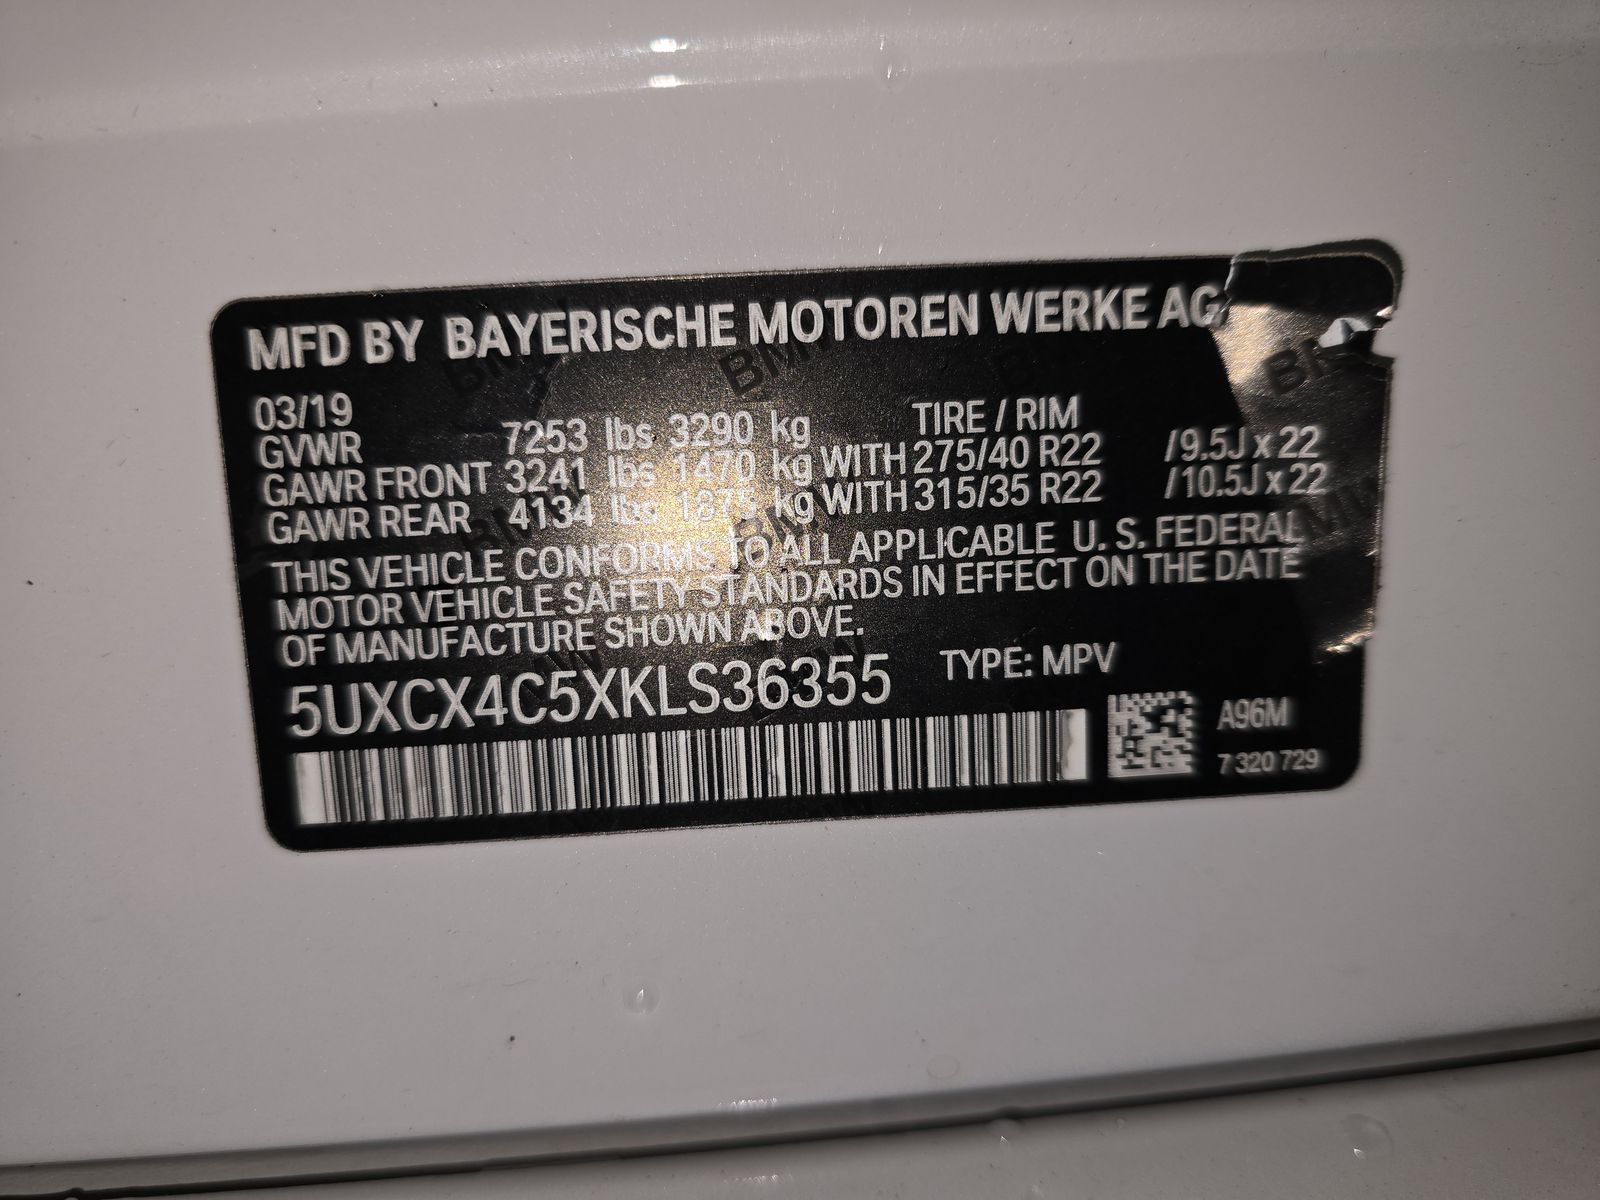 MFD BY BAYERISCHE MOTOREN WERKE AG
03/19 TIRE / RIM
GVWR 7253 lbs 3290 kg
GAWR FRONT 3241 lbs 1470 kg WITH 275/40 R22 /9.5J x 22
GAWR REAR 4134 lbs 1875 kg WITH 315/35 R22 /10.5J x 22
THIS VEHICLE CONFORMS TO ALL APPLICABLE U. S. FEDERAL
MOTOR VEHICLE SAFETY STANDARDS IN EFFECT ON THE DATE
OF MANUFACTURE SHOWN ABOVE.
5UXCX4C5XKLS36355 TYPE: MPV
A96M
7 320 729